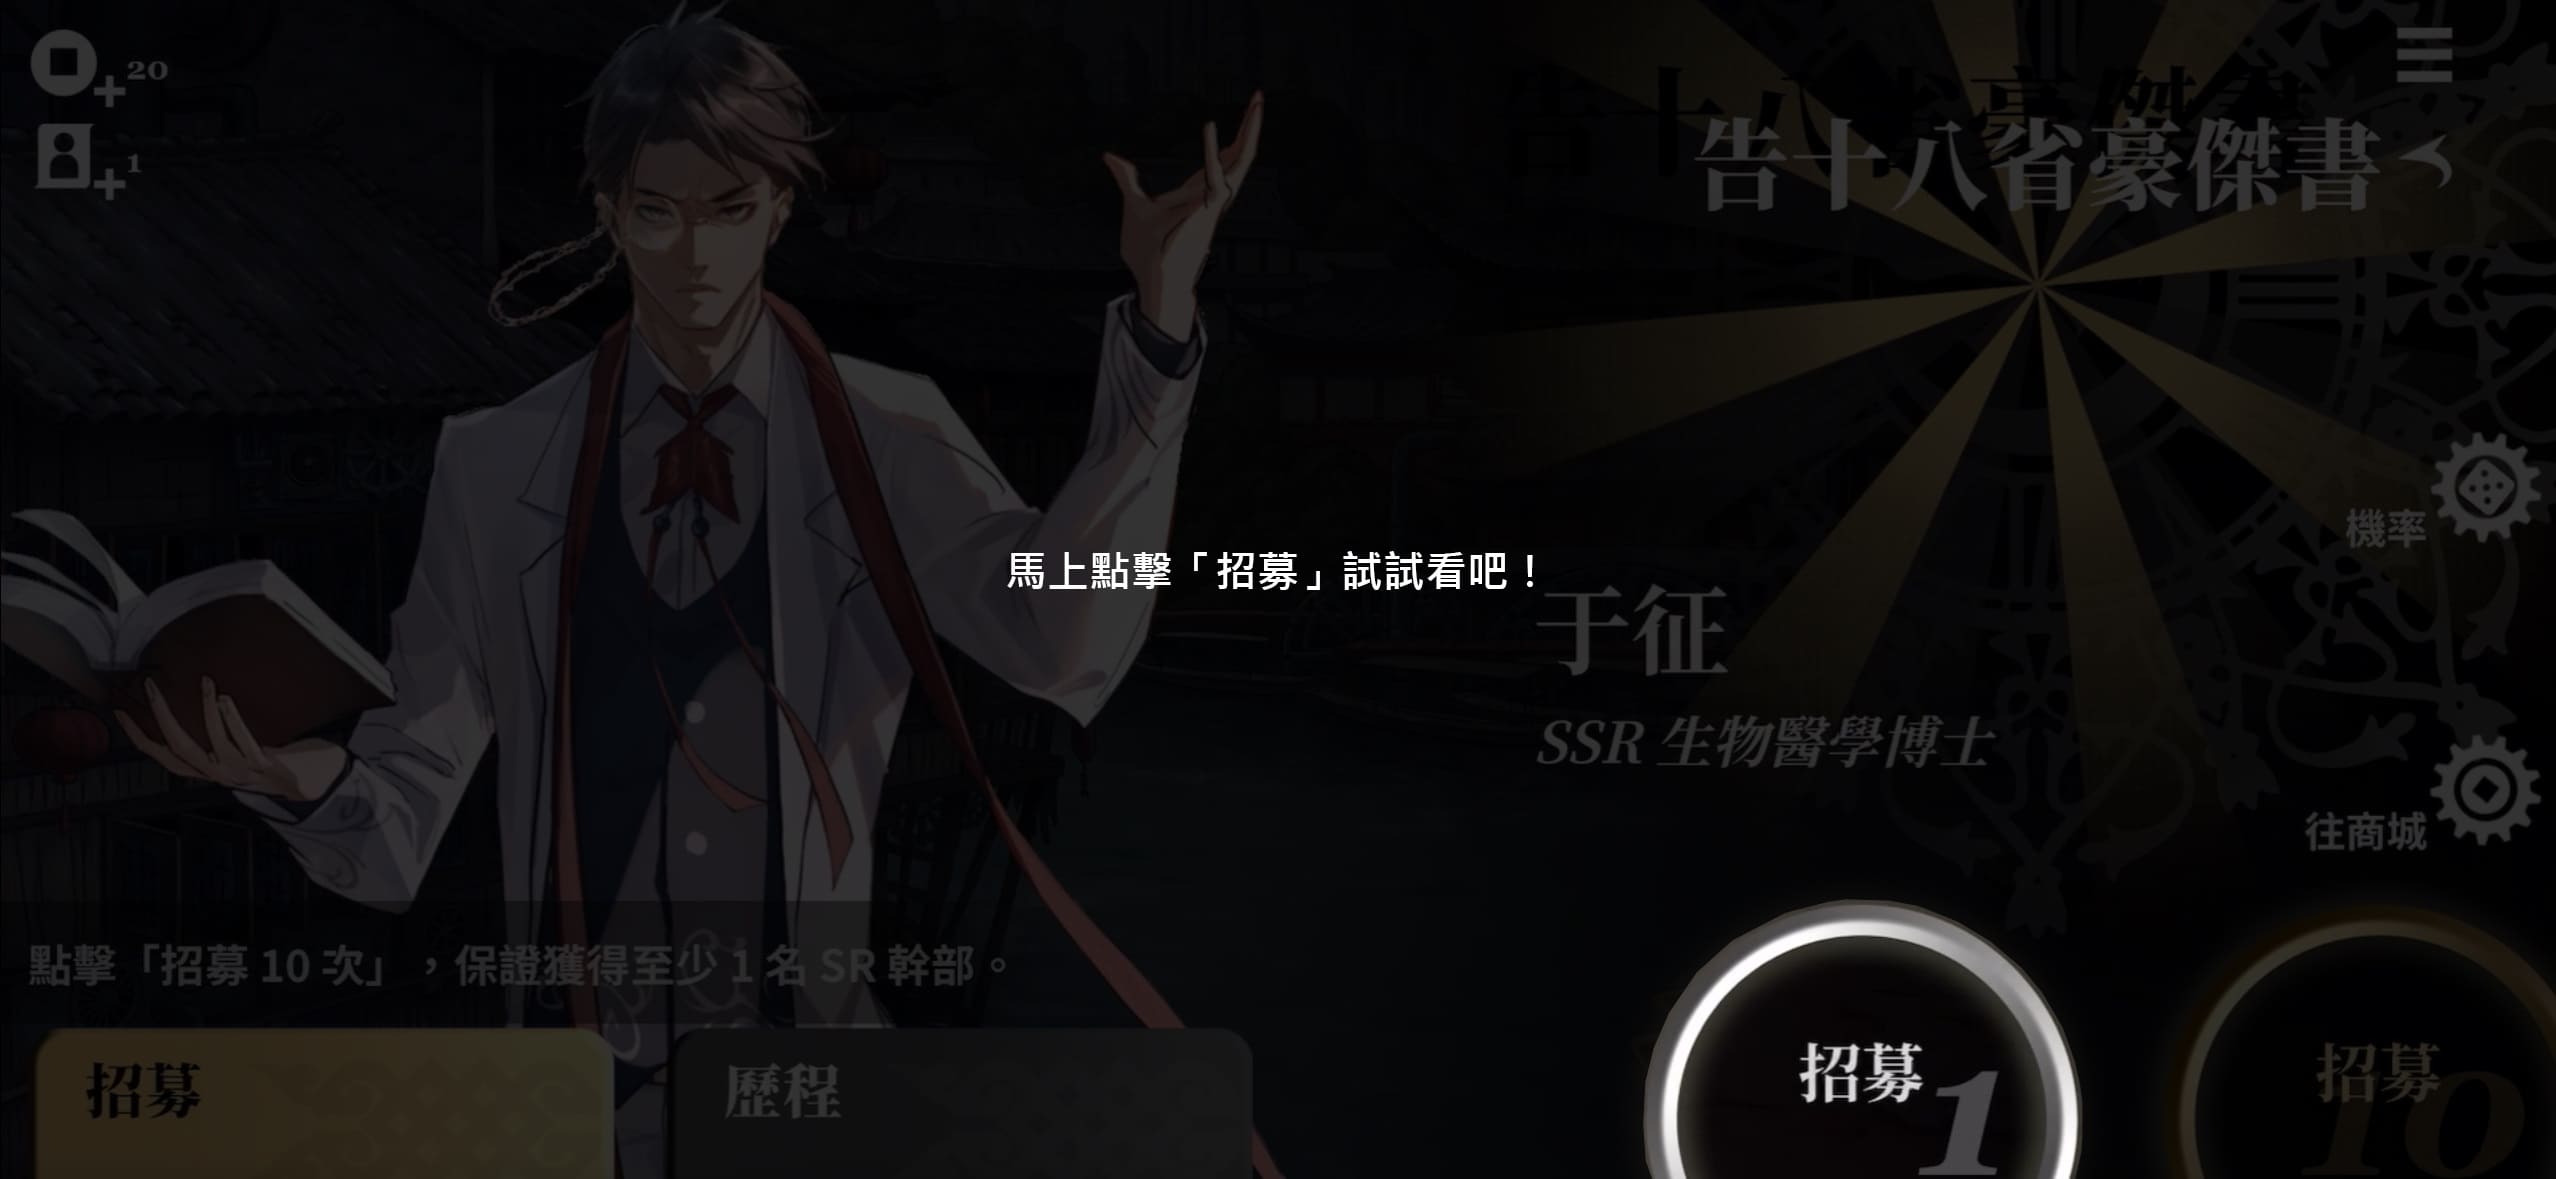 20
1
告十八省豪傑書
機率
馬上點擊「招募」試試看吧！
于征
SSR 生物醫學博士
往商城
點擊「招募 10 次」，保證獲得至少 1 名 SR 幹部。
招募
歷程
招募 1
招募 10